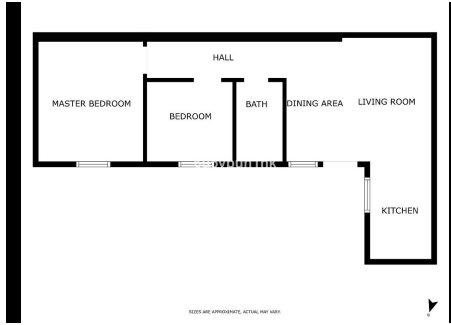 HALL
MASTER BEDROOM
BEDROOM
BATH
DINING AREA
LIVING ROOM
KITCHEN
SIZES ARE APPROXIMATE, ACTUAL MAY VARY.
N